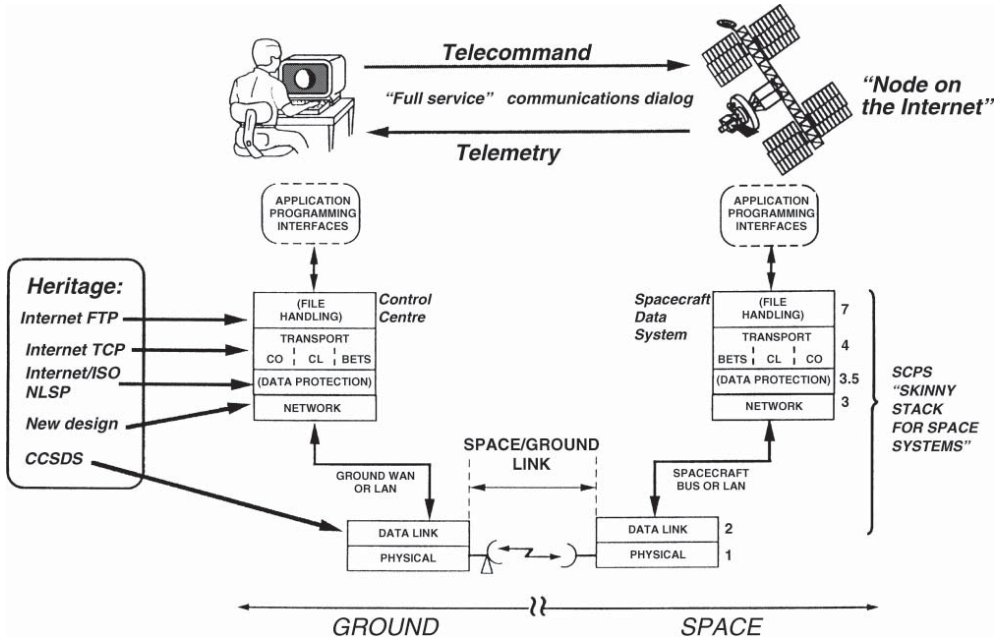 Telecommand
"Full service" communications dialog
Telemetry
"Node on
the Internet"
APPLICATION
PROGRAMMING
INTERFACES
APPLICATION
PROGRAMMING
INTERFACES
Heritage:
Internet FTP
Internet TCP
Internet/ISO
NLSP
New design
CCSDS
(FILE
HANDLING)
TRANSPORT
CO CL BETS
(DATA PROTECTION)
NETWORK
Control
Centre
Spacecraft
Data
System
(FILE
HANDLING)
TRANSPORT
BETS CL CO
(DATA PROTECTION)
NETWORK
7
4
3.5
3
SCPS
"SKINNY
STACK
FOR SPACE
SYSTEMS"
GROUND WAN
OR LAN
SPACE/GROUND
LINK
SPACECRAFT
BUS OR LAN
DATA LINK
PHYSICAL
DATA LINK
PHYSICAL
2
1
GROUND
SPACE